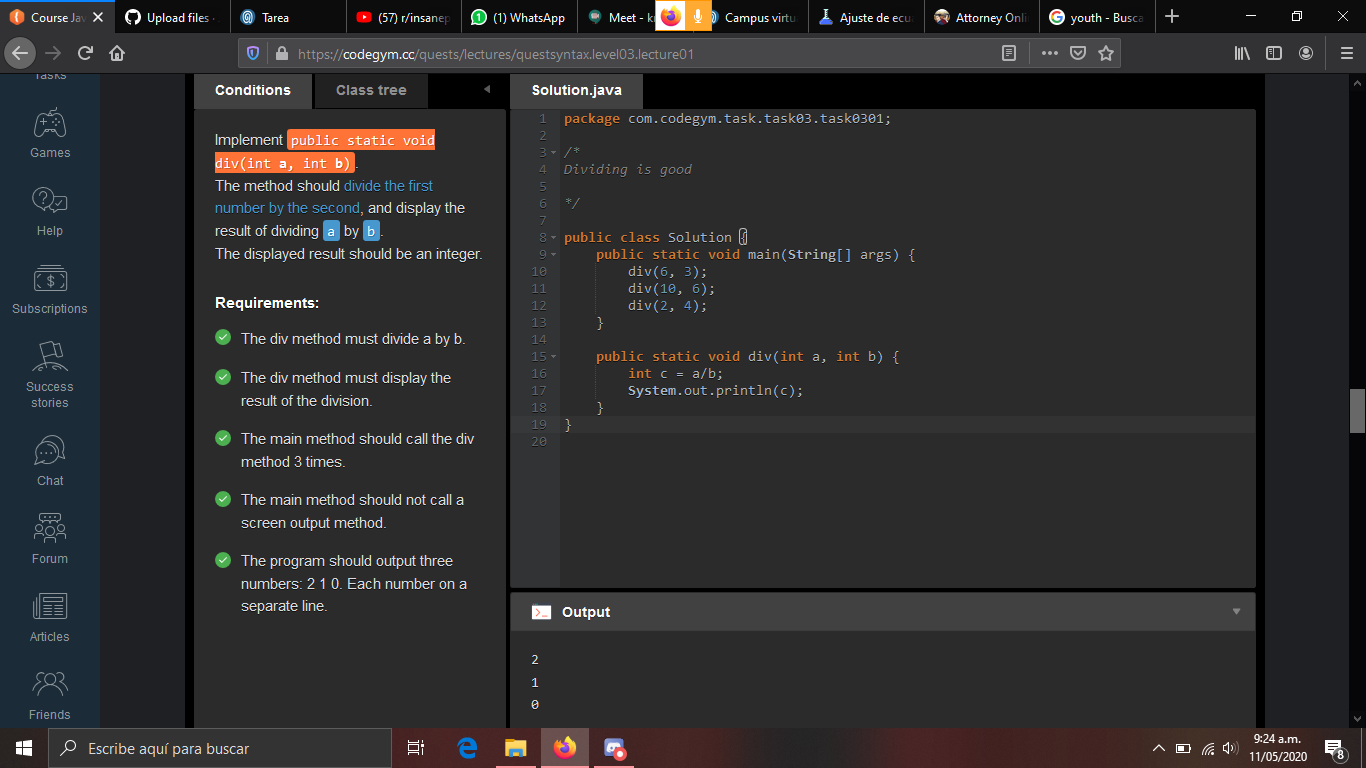 Course Jav
Upload files ·
Tarea
(57) r/insanep
(1) WhatsApp
Meet - k
Campus virtu
Ajuste de ecua
Attorney Onli
youth - Busca
https://codegym.cc/quests/lectures/questsyntax.level03.lecture01
Tasks
Games
Help
Subscriptions
Success
stories
Chat
Forum
Articles
Friends
Conditions
Class tree
Implement public static void
div(int a, int b).
The method should divide the first
number by the second, and display the
result of dividing a by b.
The displayed result should be an integer.
Requirements:
The div method must divide a by b.
The div method must display the
result of the division.
The main method should call the div
method 3 times.
The main method should not call a
screen output method.
The program should output three
numbers: 2 1 0. Each number on a
separate line.
Solution.java
1 package com.codegym.task.task03.task0301;
2
3 /*
4 Dividing is good
5
6 */
7
8 public class Solution {
9 public static void main(String[] args) {
10 div(6, 3);
11 div(10, 6);
12 div(2, 4);
13 }
14
15 public static void div(int a, int b) {
16 int c = a/b;
17 System.out.println(c);
18 }
19 }
20
Output
2
1
0
Escribe aquí para buscar
9:24 a.m.
11/05/2020
8